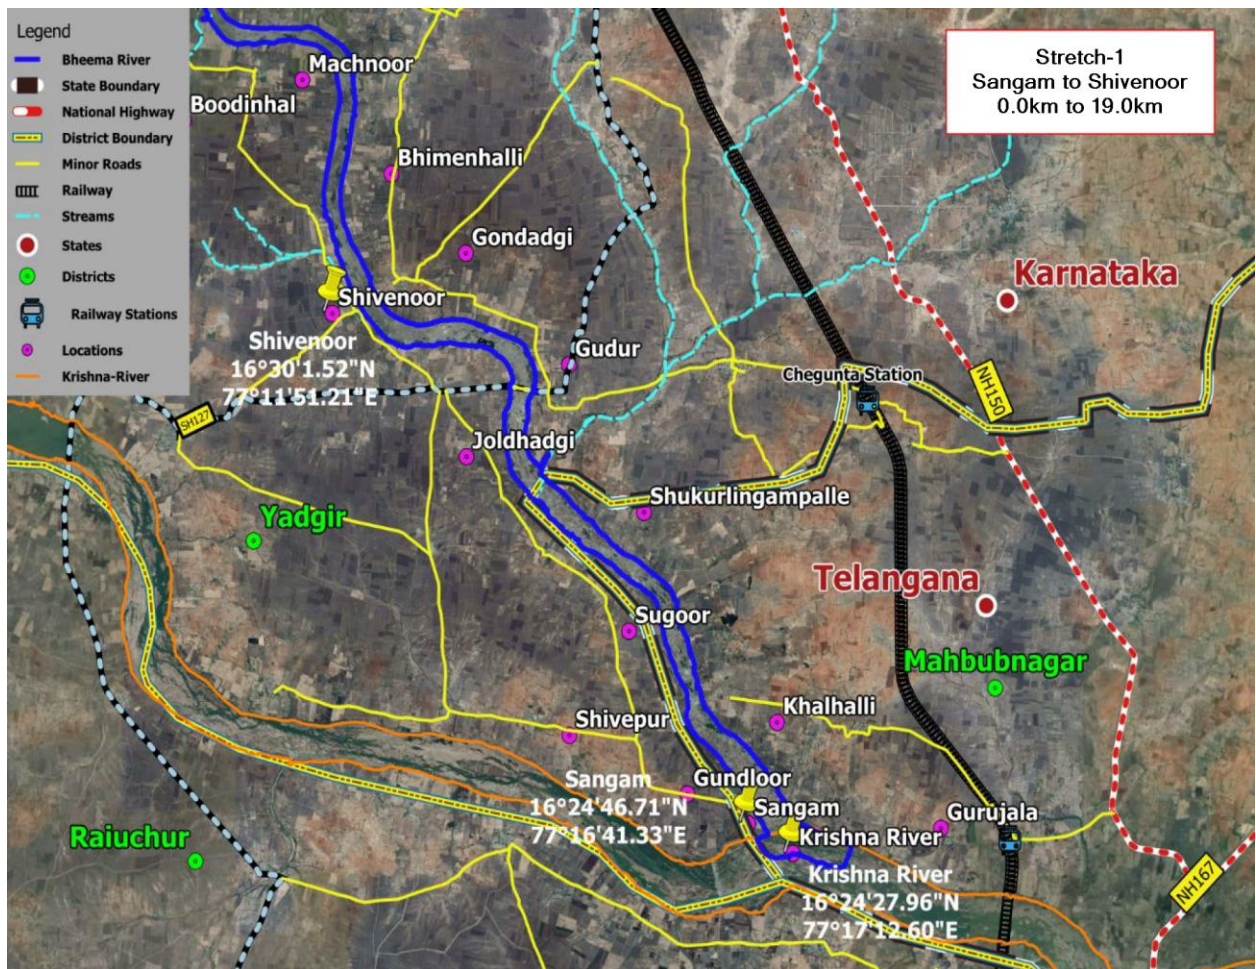 Legend
Bheema River
State Boundary
National Highway
District Boundary
Minor Roads
Railway
Streams
States
Districts
Railway Stations
Locations
Krishna-River
Stretch-1
Sangam to Shivenoor
0.0km to 19.0km
Machnoor
Boodinhal
Bhimenhalli
Gondadgi
Karnataka
Shivenoor
Shivenoor
16°30'1.52"N
77°11'51.21"E
Gudur
Chegunta Station
NH150
SH127
Joldhadgi
Shukurlingampalle
Yadgir
Telangana
Sugoor
Mahbubnagar
Khalhalli
Shivepur
Sangam
16°24'46.71"N
77°16'41.33"E
Gundloor
Sangam
Gurujala
Krishna River
Raiuchur
Krishna River
16°24'27.96"N
77°17'12.60"E
NH167